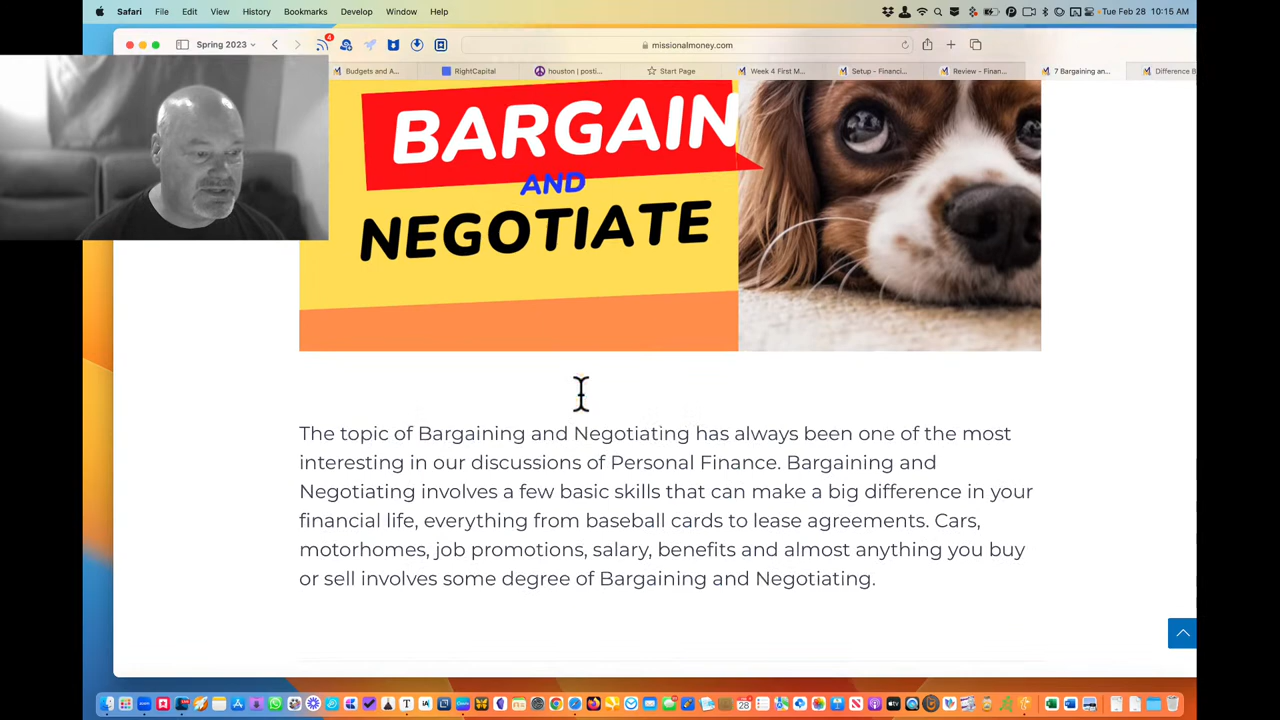 Safari File Edit View History Bookmarks Develop Window Help Tue Feb 28 10:15 AM
Spring 2023 4 missionalmoney.com
Budgets and A... RightCapital houston | posti... Start Page Week 4 First M... Setup - Financi... Review - Finan... 7 Bargaining an... Difference B
BARGAIN
AND
NEGOTIATE
The topic of Bargaining and Negotiating has always been one of the most
interesting in our discussions of Personal Finance. Bargaining and
Negotiating involves a few basic skills that can make a big difference in your
financial life, everything from baseball cards to lease agreements. Cars,
motorhomes, job promotions, salary, benefits and almost anything you buy
or sell involves some degree of Bargaining and Negotiating.